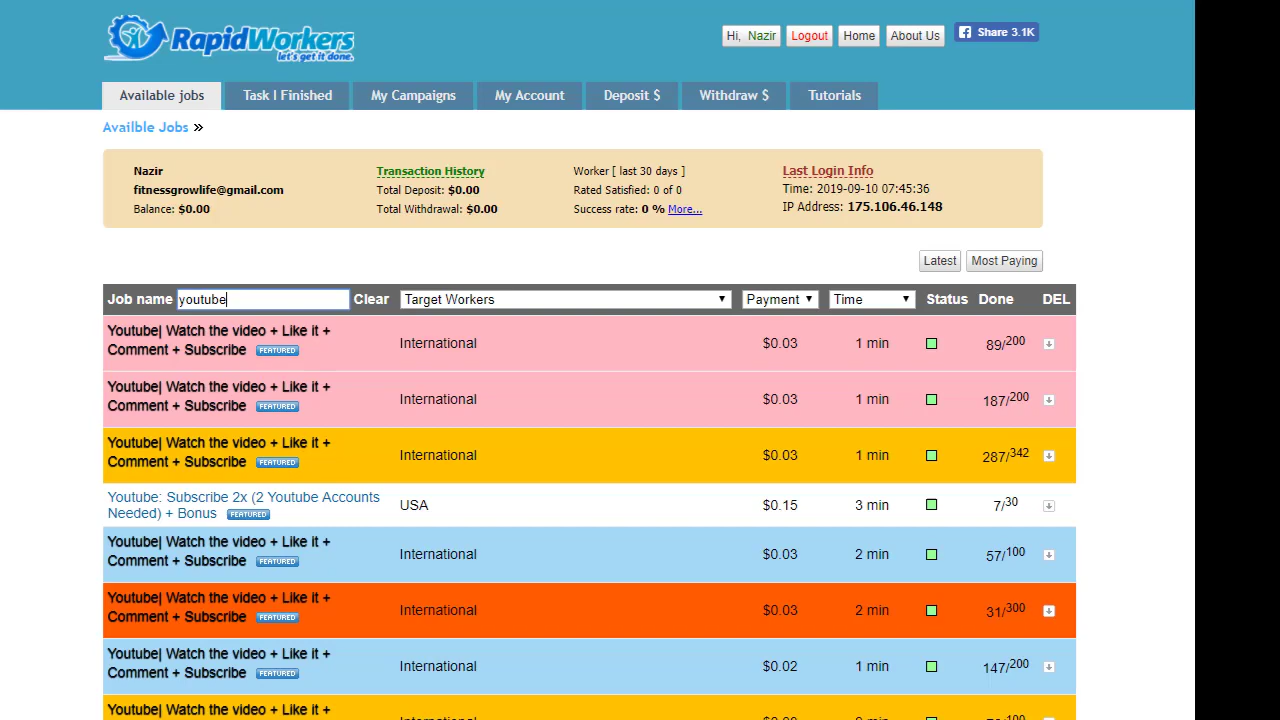 RapidWorkers
let's get it done.
Hi, Nazir Logout Home About Us Share 3.1K
Available jobs Task I Finished My Campaigns My Account Deposit $ Withdraw $ Tutorials
Availble Jobs »
Nazir Transaction History Worker [ last 30 days ] Last Login Info
fitnessgrowlife@gmail.com Total Deposit: $0.00 Rated Satisfied: 0 of 0 Time: 2019-09-10 07:45:36
Balance: $0.00 Total Withdrawal: $0.00 Success rate: 0 % More... IP Address: 175.106.46.148
Latest Most Paying
Job name youtube Clear Target Workers Payment Time Status Done DEL
Youtube| Watch the video + Like it +
Comment + Subscribe FEATURED International $0.03 1 min 89/200
Youtube| Watch the video + Like it +
Comment + Subscribe FEATURED International $0.03 1 min 187/200
Youtube| Watch the video + Like it +
Comment + Subscribe FEATURED International $0.03 1 min 287/342
Youtube: Subscribe 2x (2 Youtube Accounts
Needed) + Bonus FEATURED USA $0.15 3 min 7/30
Youtube| Watch the video + Like it +
Comment + Subscribe FEATURED International $0.03 2 min 57/100
Youtube| Watch the video + Like it +
Comment + Subscribe FEATURED International $0.03 2 min 31/300
Youtube| Watch the video + Like it +
Comment + Subscribe FEATURED International $0.02 1 min 147/200
Youtube| Watch the video + Like it +